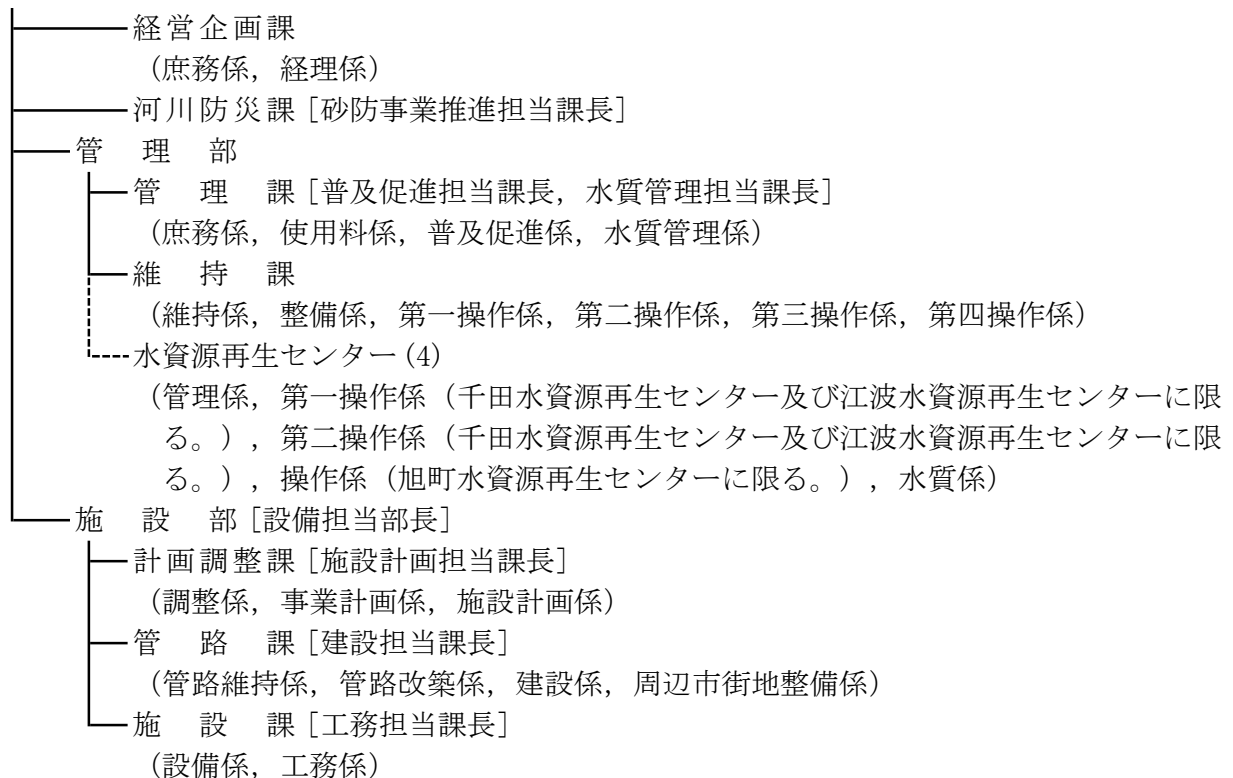 経営企画課
（庶務係，経理係）
河川防災課［砂防事業推進担当課長］
管　理　部
管　理　課［普及促進担当課長，水質管理担当課長］
（庶務係，使用料係，普及促進係，水質管理係）
維　持　課
（維持係，整備係，第一操作係，第二操作係，第三操作係，第四操作係）
水資源再生センター(4)
（管理係，第一操作係（千田水資源再生センター及び江波水資源再生センターに限
る。），第二操作係（千田水資源再生センター及び江波水資源再生センターに限
る。），操作係（旭町水資源再生センターに限る。），水質係）
施　設　部［設備担当部長］
計画調整課［施設計画担当課長］
（調整係，事業計画係，施設計画係）
管　路　課［建設担当課長］
（管路維持係，管路改築係，建設係，周辺市街地整備係）
施　設　課［工務担当課長］
（設備係，工務係）